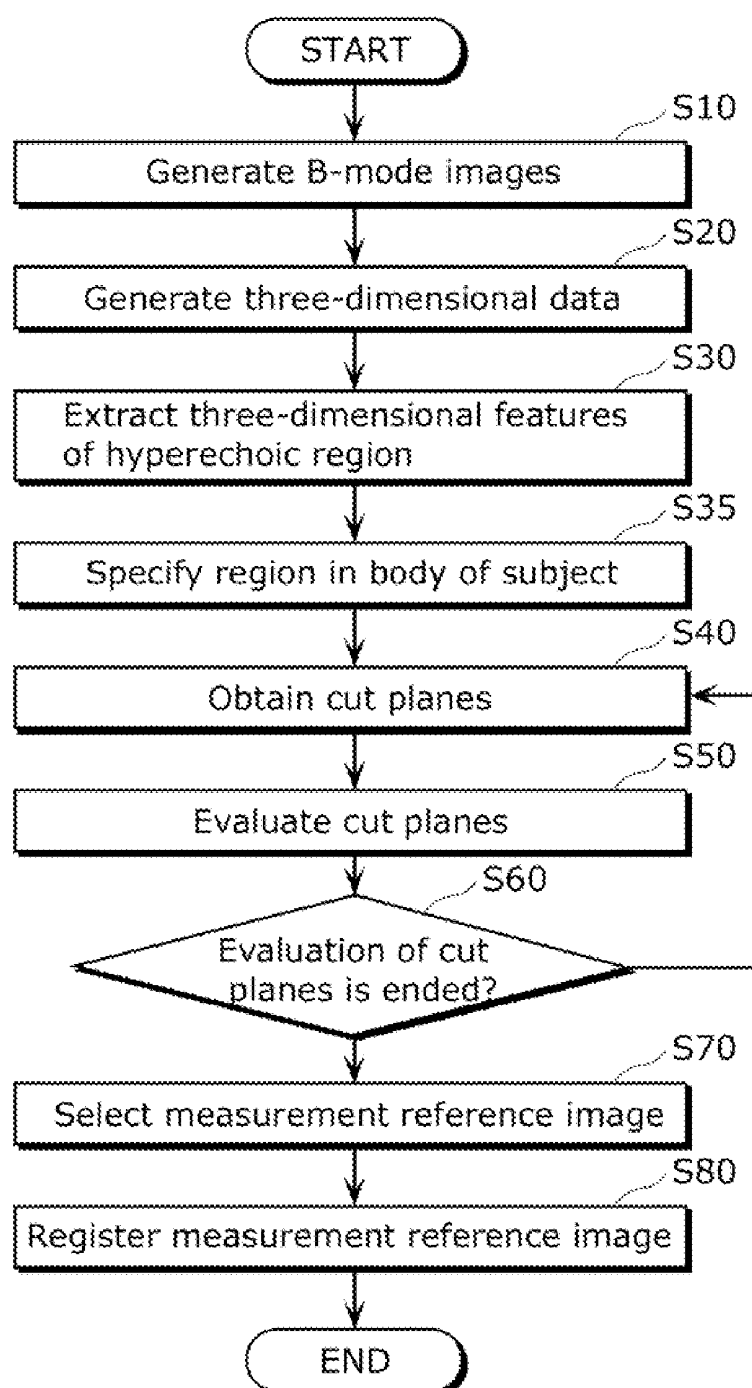 START
S10
Generate B-mode images
S20
Generate three-dimensional data
S30
Extract three-dimensional features
of hyperechoic region
S35
Specify region in body of subject
S40
Obtain cut planes
S50
Evaluate cut planes
S60
Evaluation of cut
planes is ended?
S70
Select measurement reference image
S80
Register measurement reference image
END